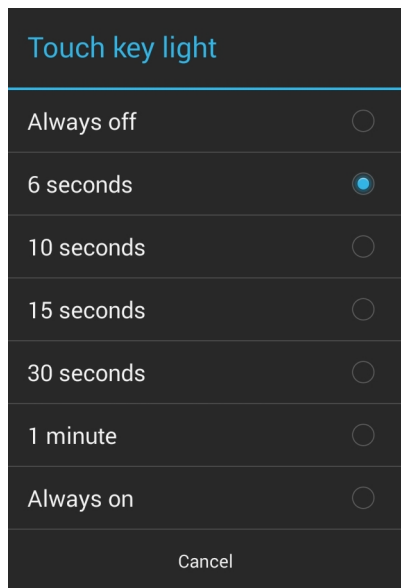 Touch key light
Always off
6 seconds
10 seconds
15 seconds
30 seconds
1 minute
Always on
Cancel